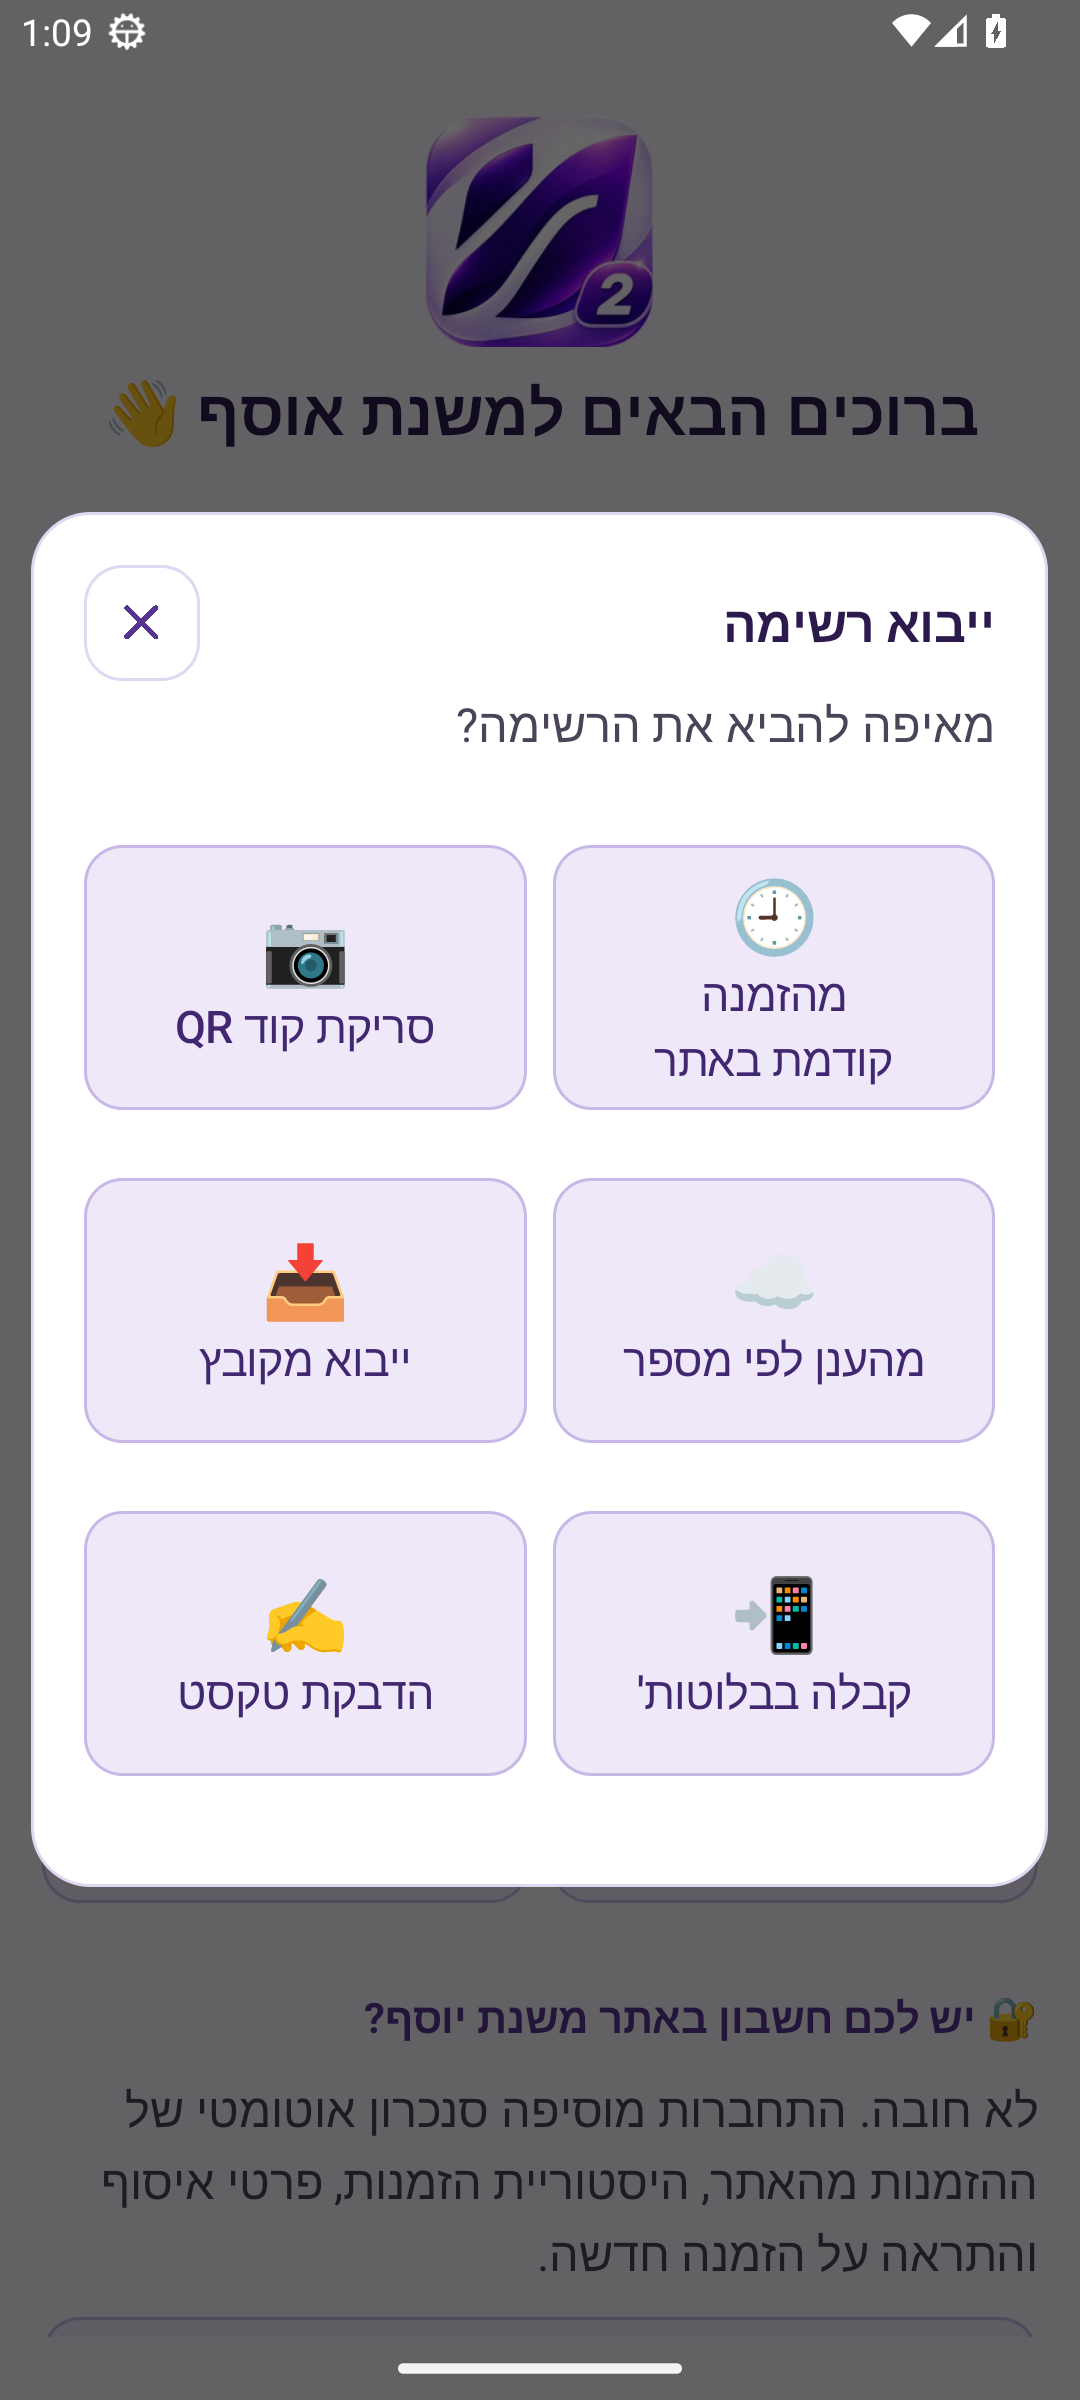 1:09
2
ברוכים הבאים למשנת אוסף 👋
ייבוא רשימה
מאיפה להביא את הרשימה?
מהזמנה
קודמת באתר
סריקת קוד QR
מהענן לפי מספר
ייבוא מקובץ
קבלה בבלוטות'
הדבקת טקסט
🔐 יש לכם חשבון באתר משנת יוסף?
לא חובה. התחברות מוסיפה סנכרון אוטומטי של
ההזמנות מהאתר, היסטוריית הזמנות, פרטי איסוף
והתראה על הזמנה חדשה.